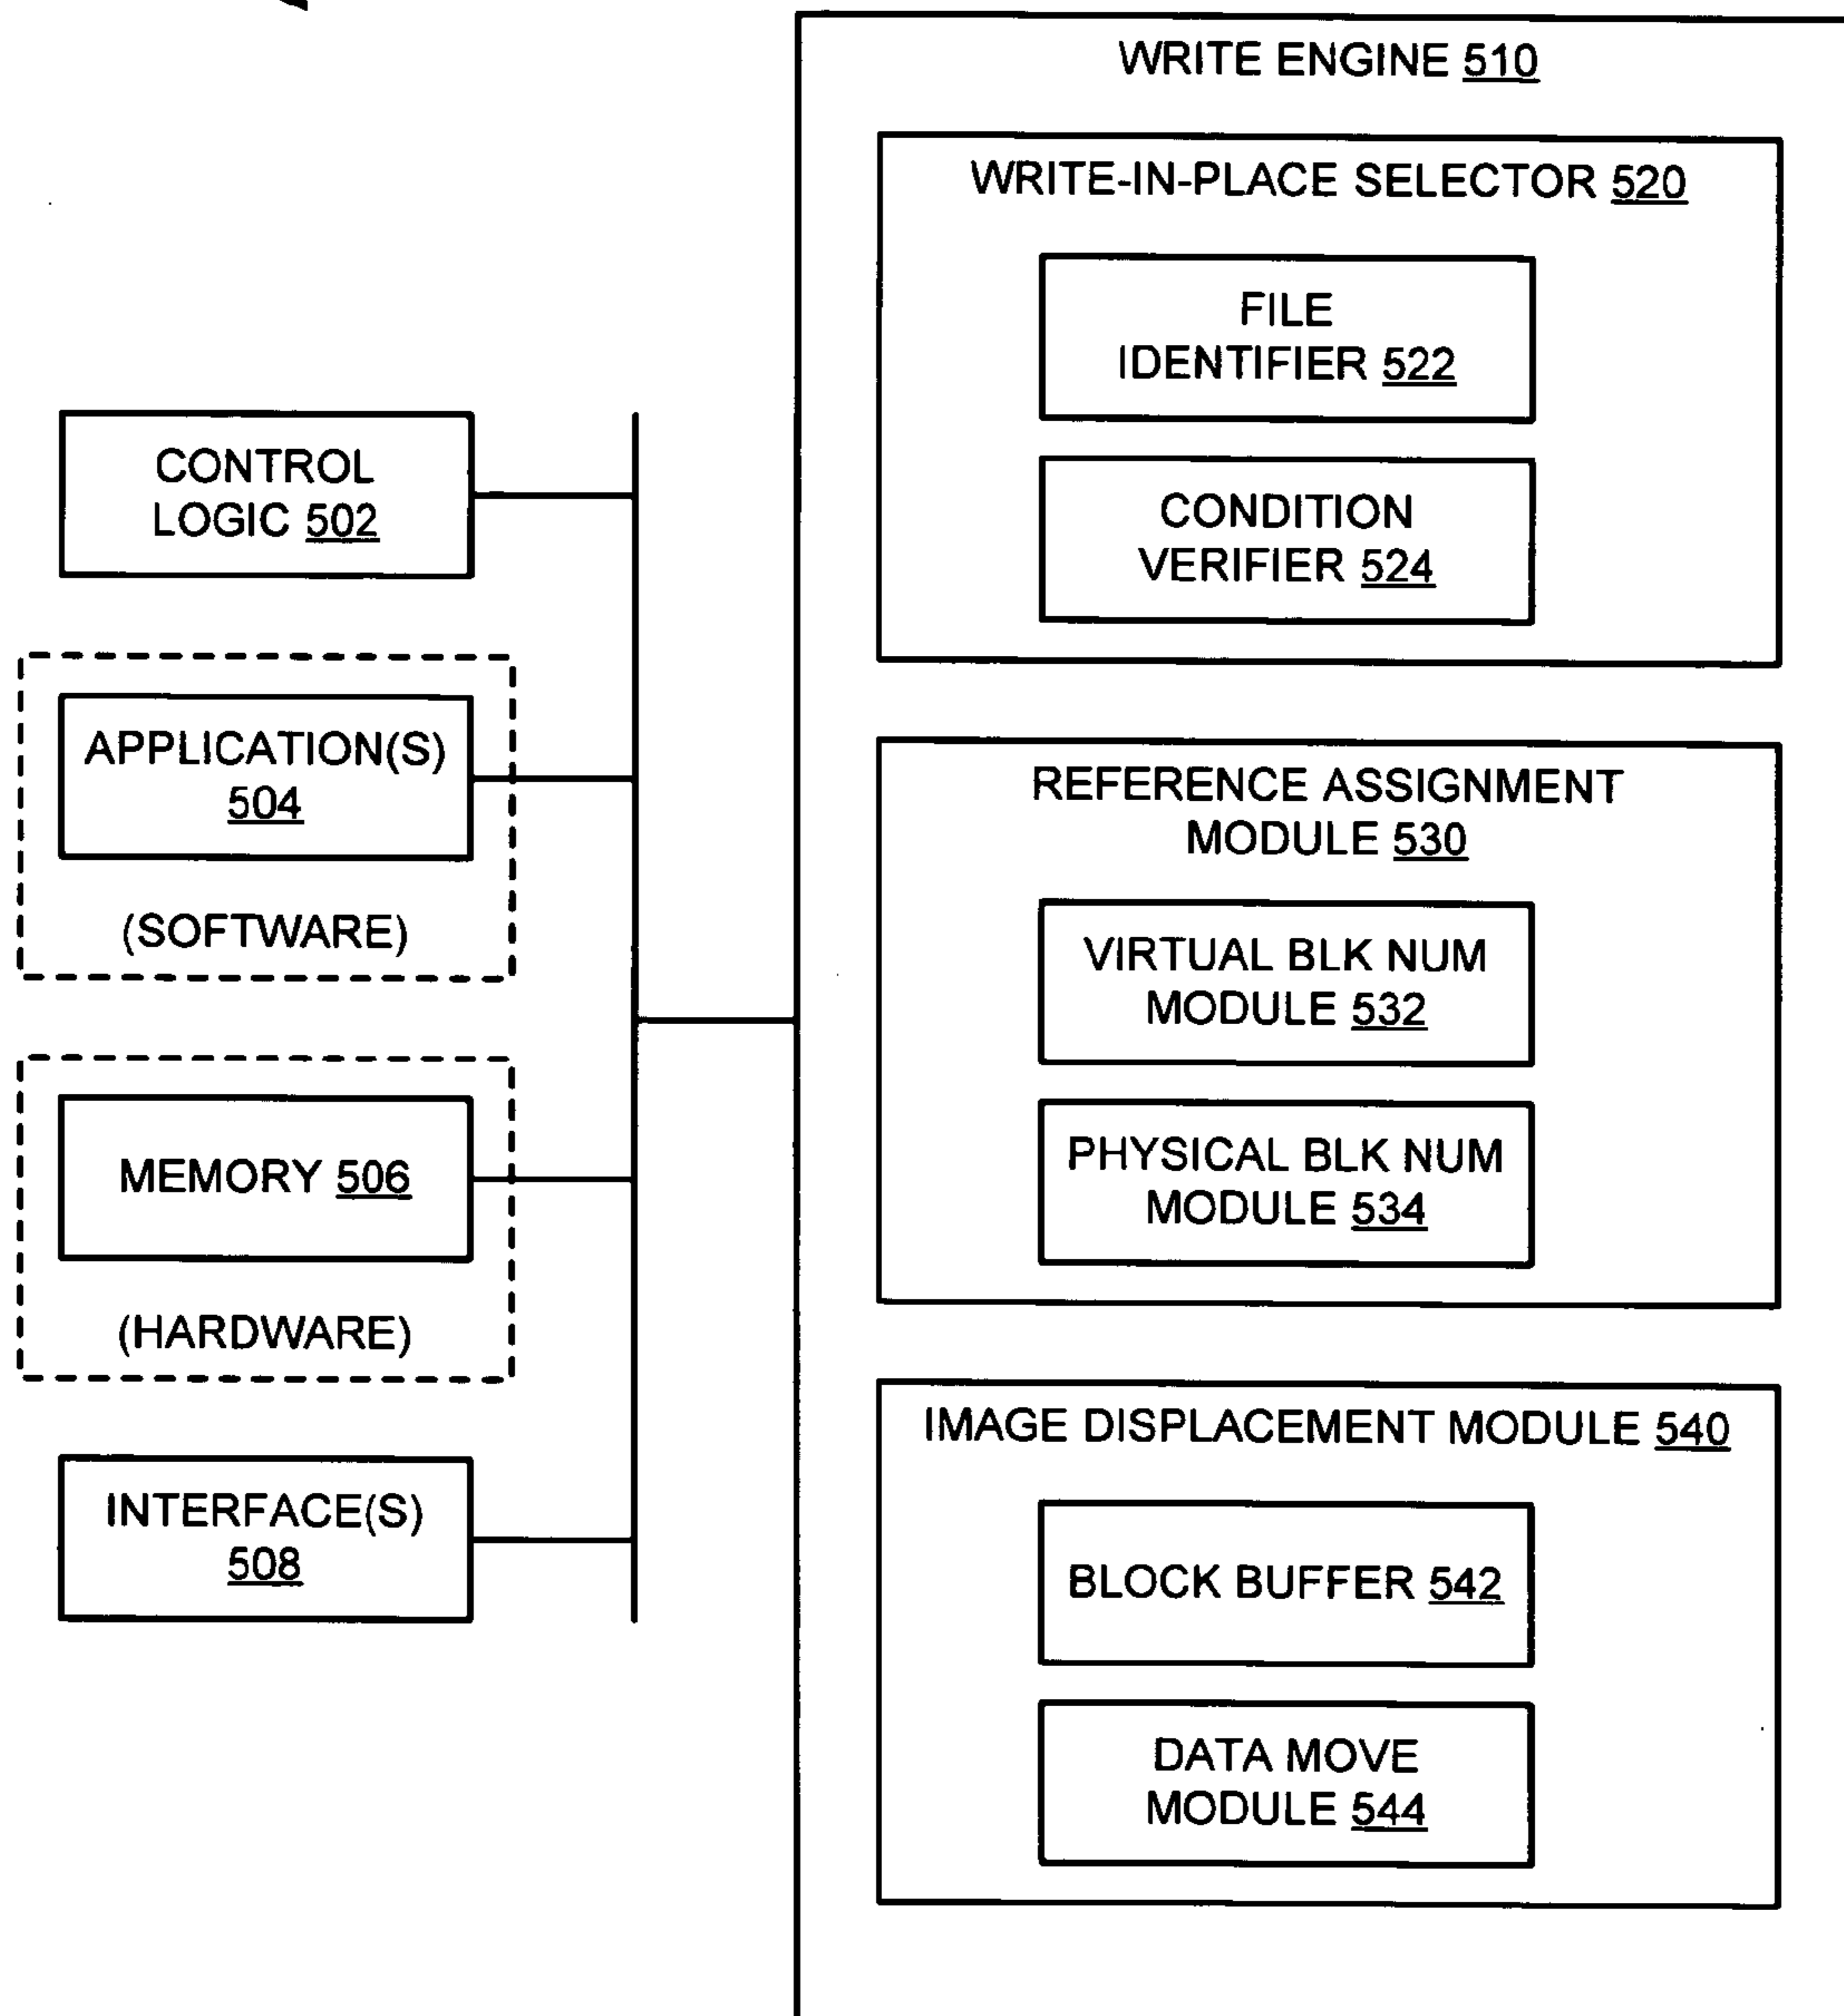 CONTROL
LOGIC 502
APPLICATION(S)
504
(SOFTWARE)
MEMORY 506
(HARDWARE)
INTERFACE(S)
508
WRITE ENGINE 510
WRITE-IN-PLACE SELECTOR 520
FILE
IDENTIFIER 522
CONDITION
VERIFIER 524
REFERENCE ASSIGNMENT
MODULE 530
VIRTUAL BLK NUM
MODULE 532
PHYSICAL BLK NUM
MODULE 534
IMAGE DISPLACEMENT MODULE 540
BLOCK BUFFER 542
DATA MOVE
MODULE 544